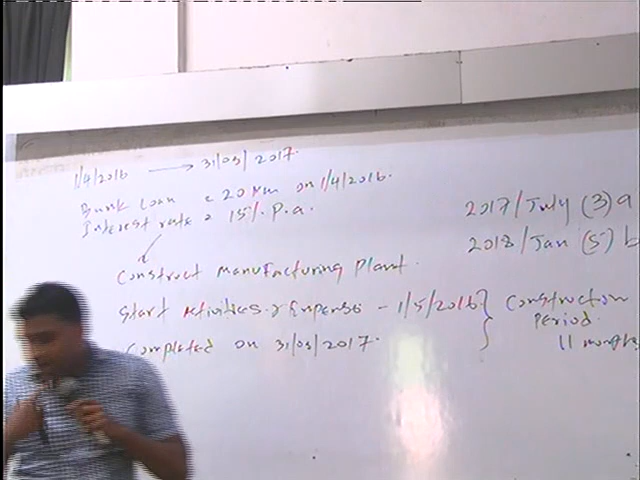 1/4/2016 → 31/03/2017.
Bank Loan = 20 Mn on 1/4/2016.
Interest rate = 15% P.a.
2017/July (3) a
2018/Jan (5) b
Construct manufacturing Plant.
Start Activities & Expenses - 1/5/2016 } Construction
Period.
Completed on 31/03/2017. 11 months